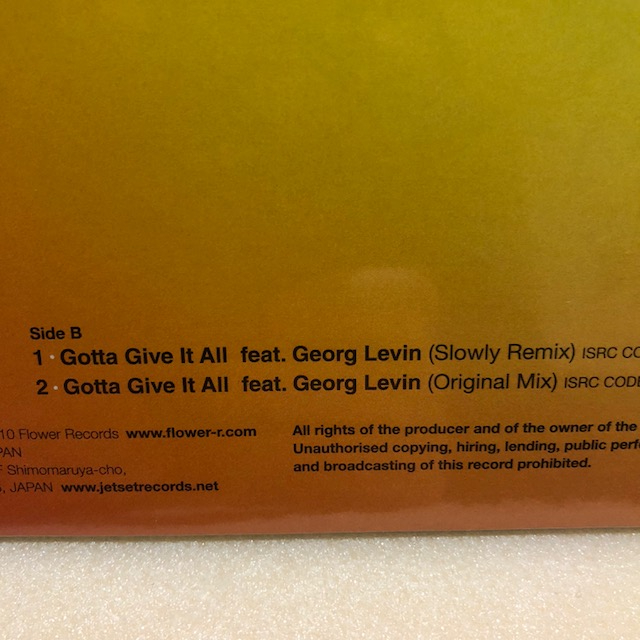 Side B
1 · Gotta Give It All feat. Georg Levin (Slowly Remix) ISRC CO
2 · Gotta Give It All feat. Georg Levin (Original Mix) ISRC CODE
10 Flower Records www.flower-r.com
PAN
F Shimomaruya-cho,
, JAPAN www.jetsetrecords.net
All rights of the producer and of the owner of the
Unauthorised copying, hiring, lending, public perf
and broadcasting of this record prohibited.